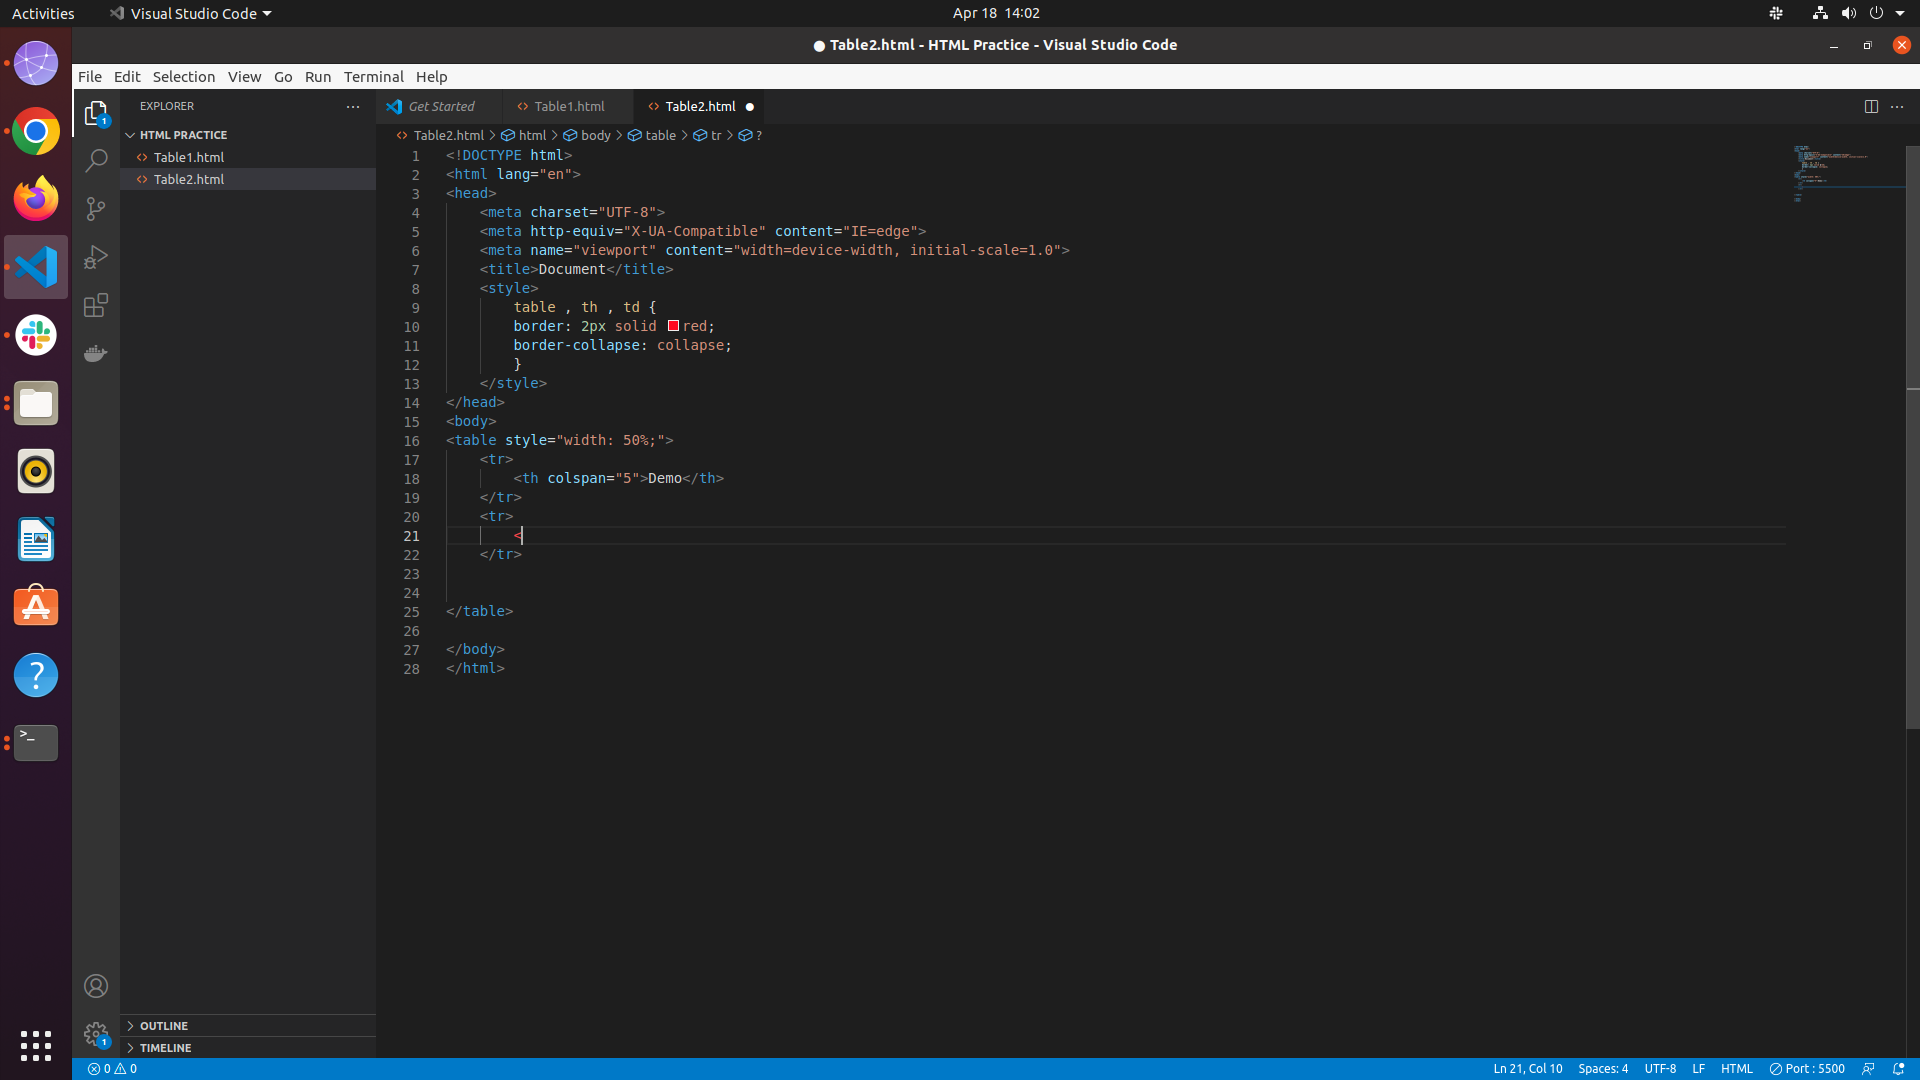 Activities Visual Studio Code Apr 18 14:02
● Table2.html - HTML Practice - Visual Studio Code
File Edit Selection View Go Run Terminal Help
EXPLORER
HTML PRACTICE
Table1.html
Table2.html
OUTLINE
TIMELINE
1
1
Get Started Table1.html Table2.html
Table2.html > html > body > table > tr > ?
1 <!DOCTYPE html>
2 <html lang="en">
3 <head>
4 <meta charset="UTF-8">
5 <meta http-equiv="X-UA-Compatible" content="IE=edge">
6 <meta name="viewport" content="width=device-width, initial-scale=1.0">
7 <title>Document</title>
8 <style>
9 table , th , td {
10 border: 2px solid red;
11 border-collapse: collapse;
12 }
13 </style>
14 </head>
15 <body>
16 <table style="width: 50%;">
17 <tr>
18 <th colspan="5">Demo</th>
19 </tr>
20 <tr>
21 <
22 </tr>
23
24
25 </table>
26
27 </body>
28 </html>
0 0 Ln 21, Col 10 Spaces: 4 UTF-8 LF HTML Port : 5500